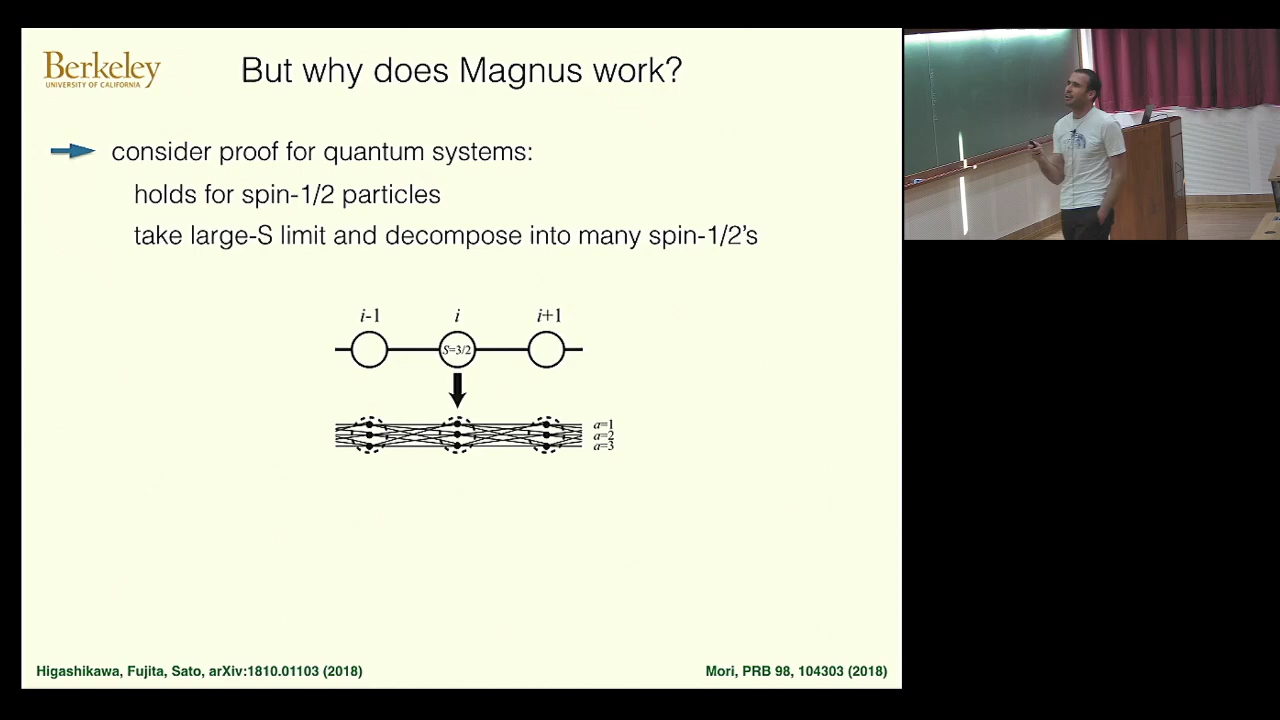 Berkeley
UNIVERSITY OF CALIFORNIA
But why does Magnus work?
consider proof for quantum systems:
holds for spin-1/2 particles
take large-S limit and decompose into many spin-1/2's
i-1 i i+1
S=3/2
a=1
a=2
a=3
Higashikawa, Fujita, Sato, arXiv:1810.01103 (2018)
Mori, PRB 98, 104303 (2018)